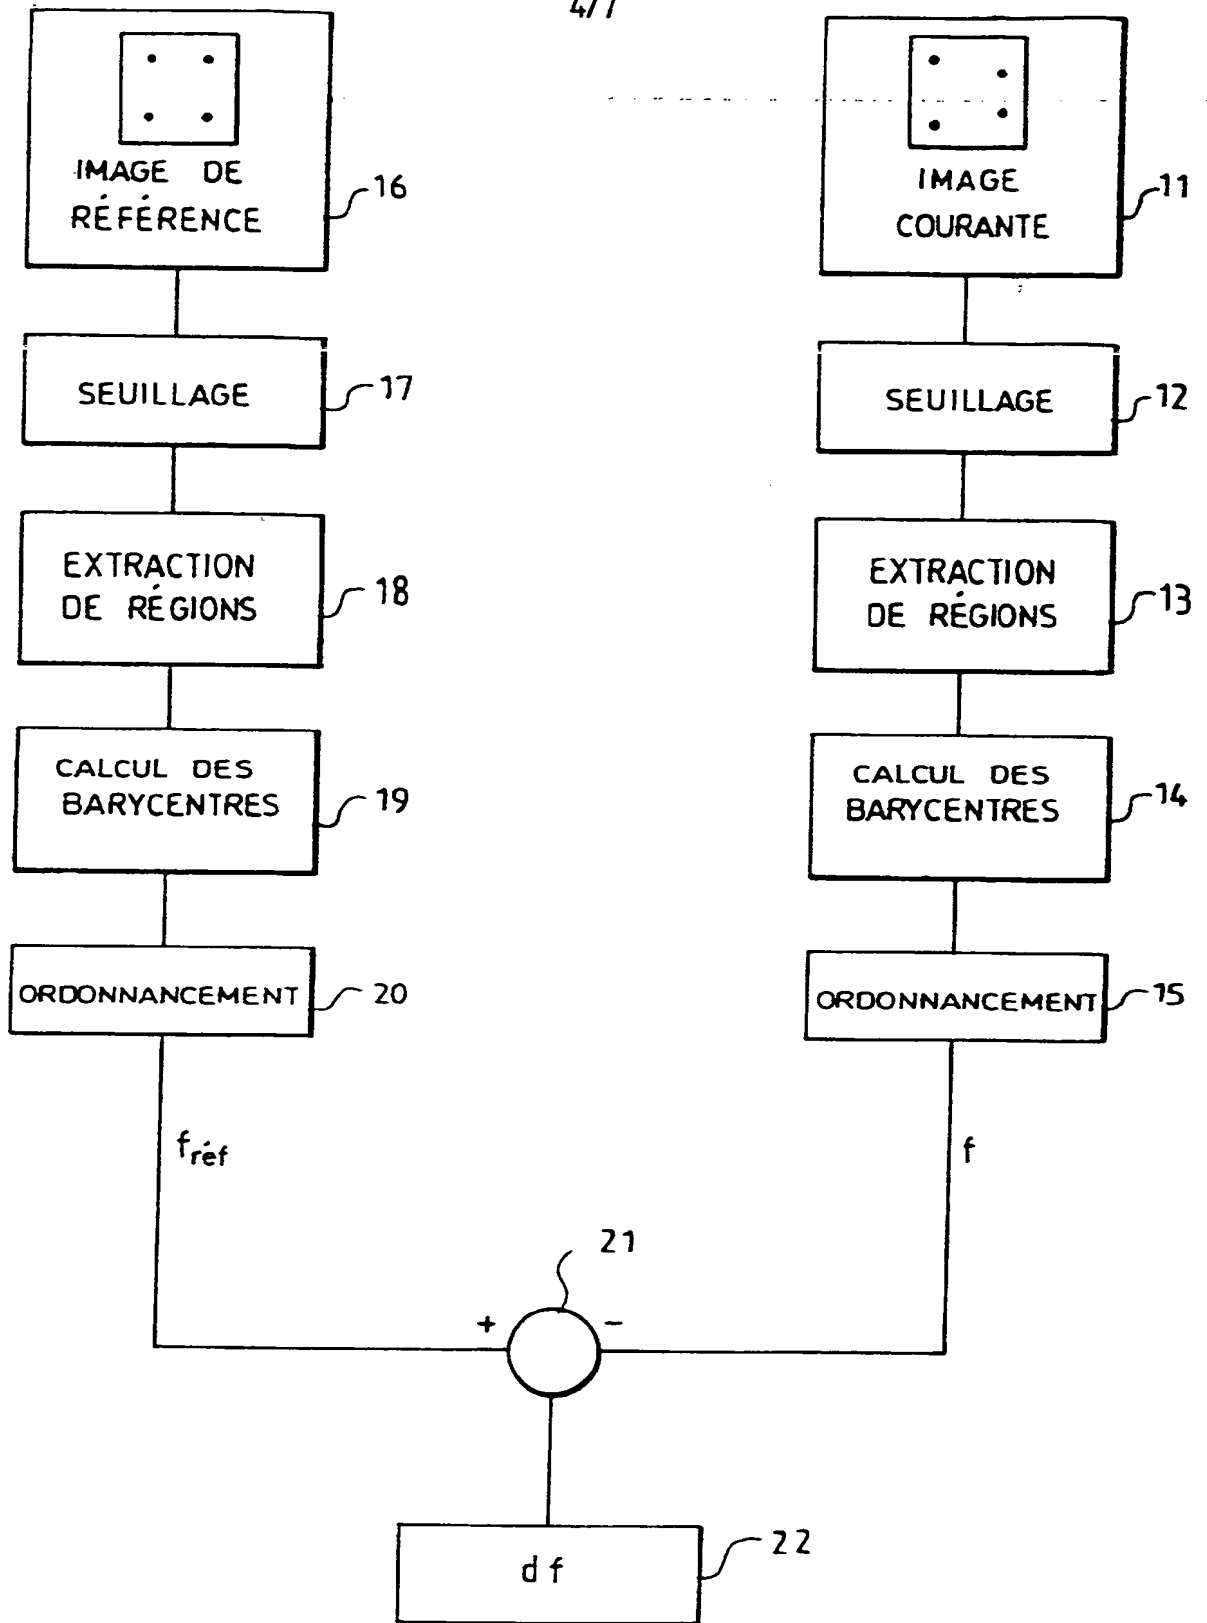 4/7
IMAGE DE
RÉFÉRENCE
16
SEUILLAGE
17
EXTRACTION
DE RÉGIONS
18
CALCUL DES
BARYCENTRES
19
ORDONNANCEMENT
20
fréf
IMAGE
COURANTE
11
SEUILLAGE
12
EXTRACTION
DE RÉGIONS
13
CALCUL DES
BARYCENTRES
14
ORDONNANCEMENT
15
f
21
+
−
df
22